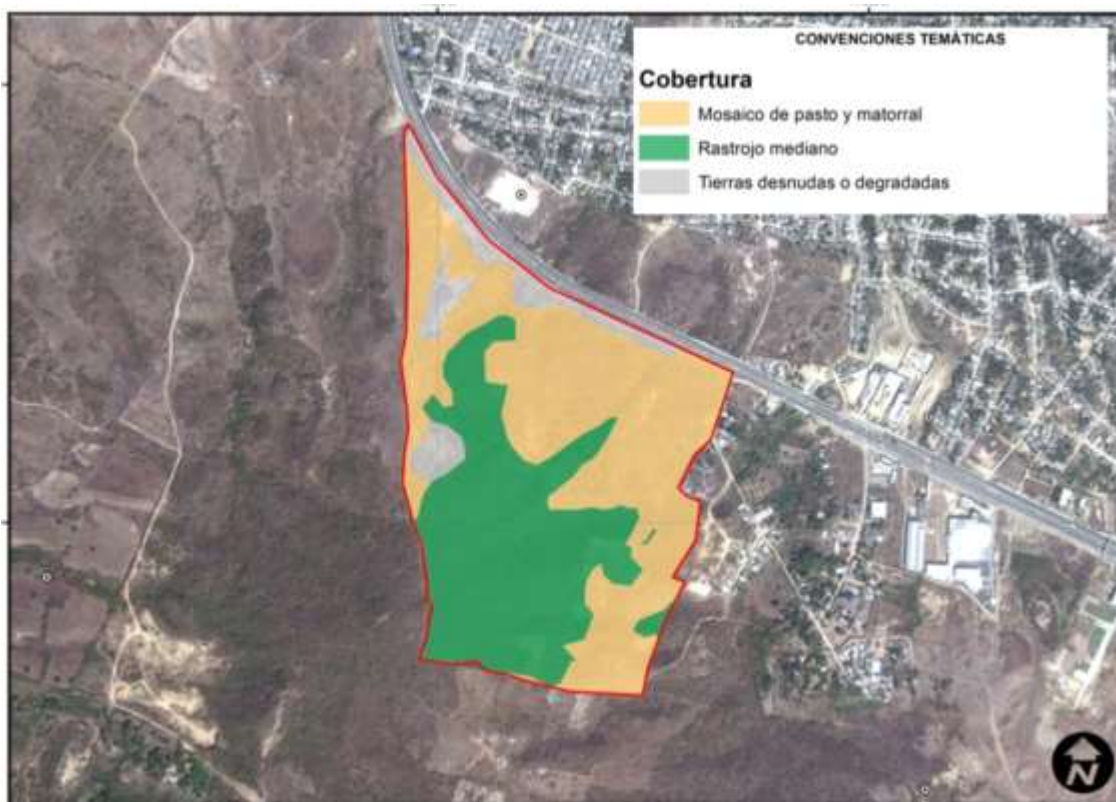 CONVENCIONES TEMÁTICAS
Cobertura
Mosaico de pasto y matorral
Rastrojo mediano
Tierras desnudas o degradadas
N